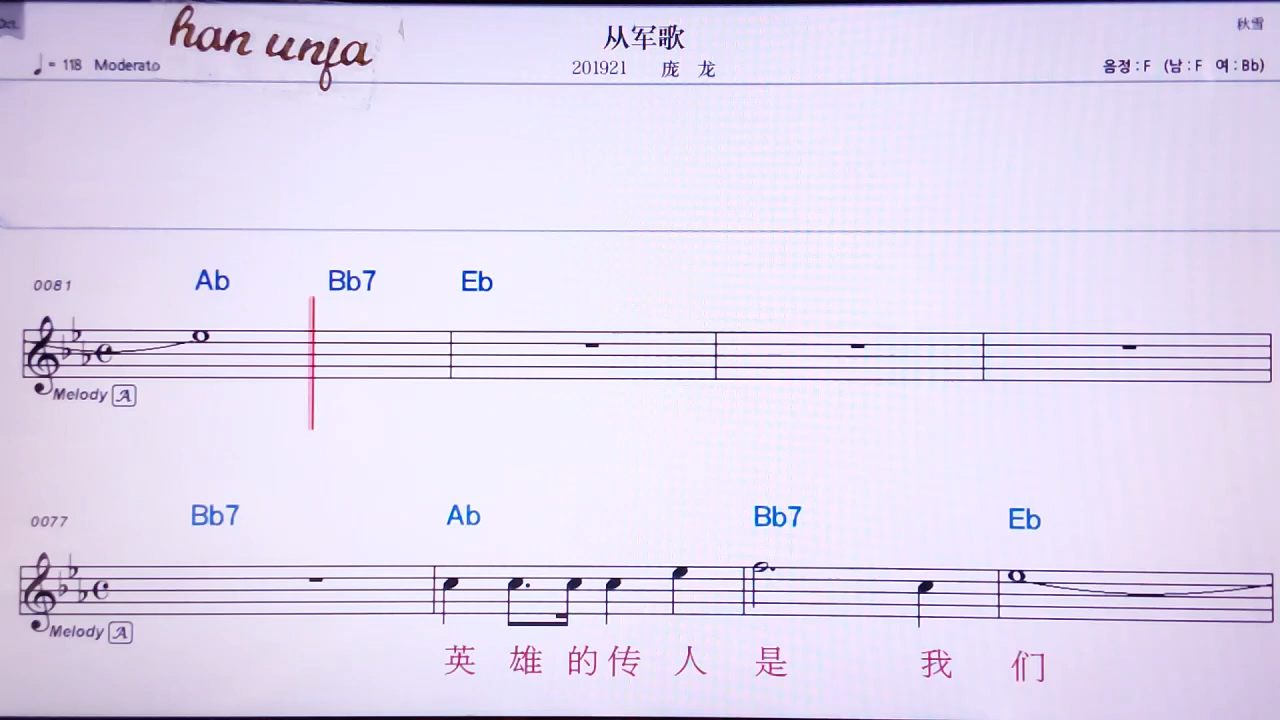 han unfa
从军歌
秋雪
♩= 118 Moderato
201921 庞 龙
음정 : F (남 : F 여 : Bb)
0081 Ab Bb7 Eb
Melody A
0077 Bb7 Ab Bb7 Eb
Melody A
英 雄 的 传 人 是 我 们